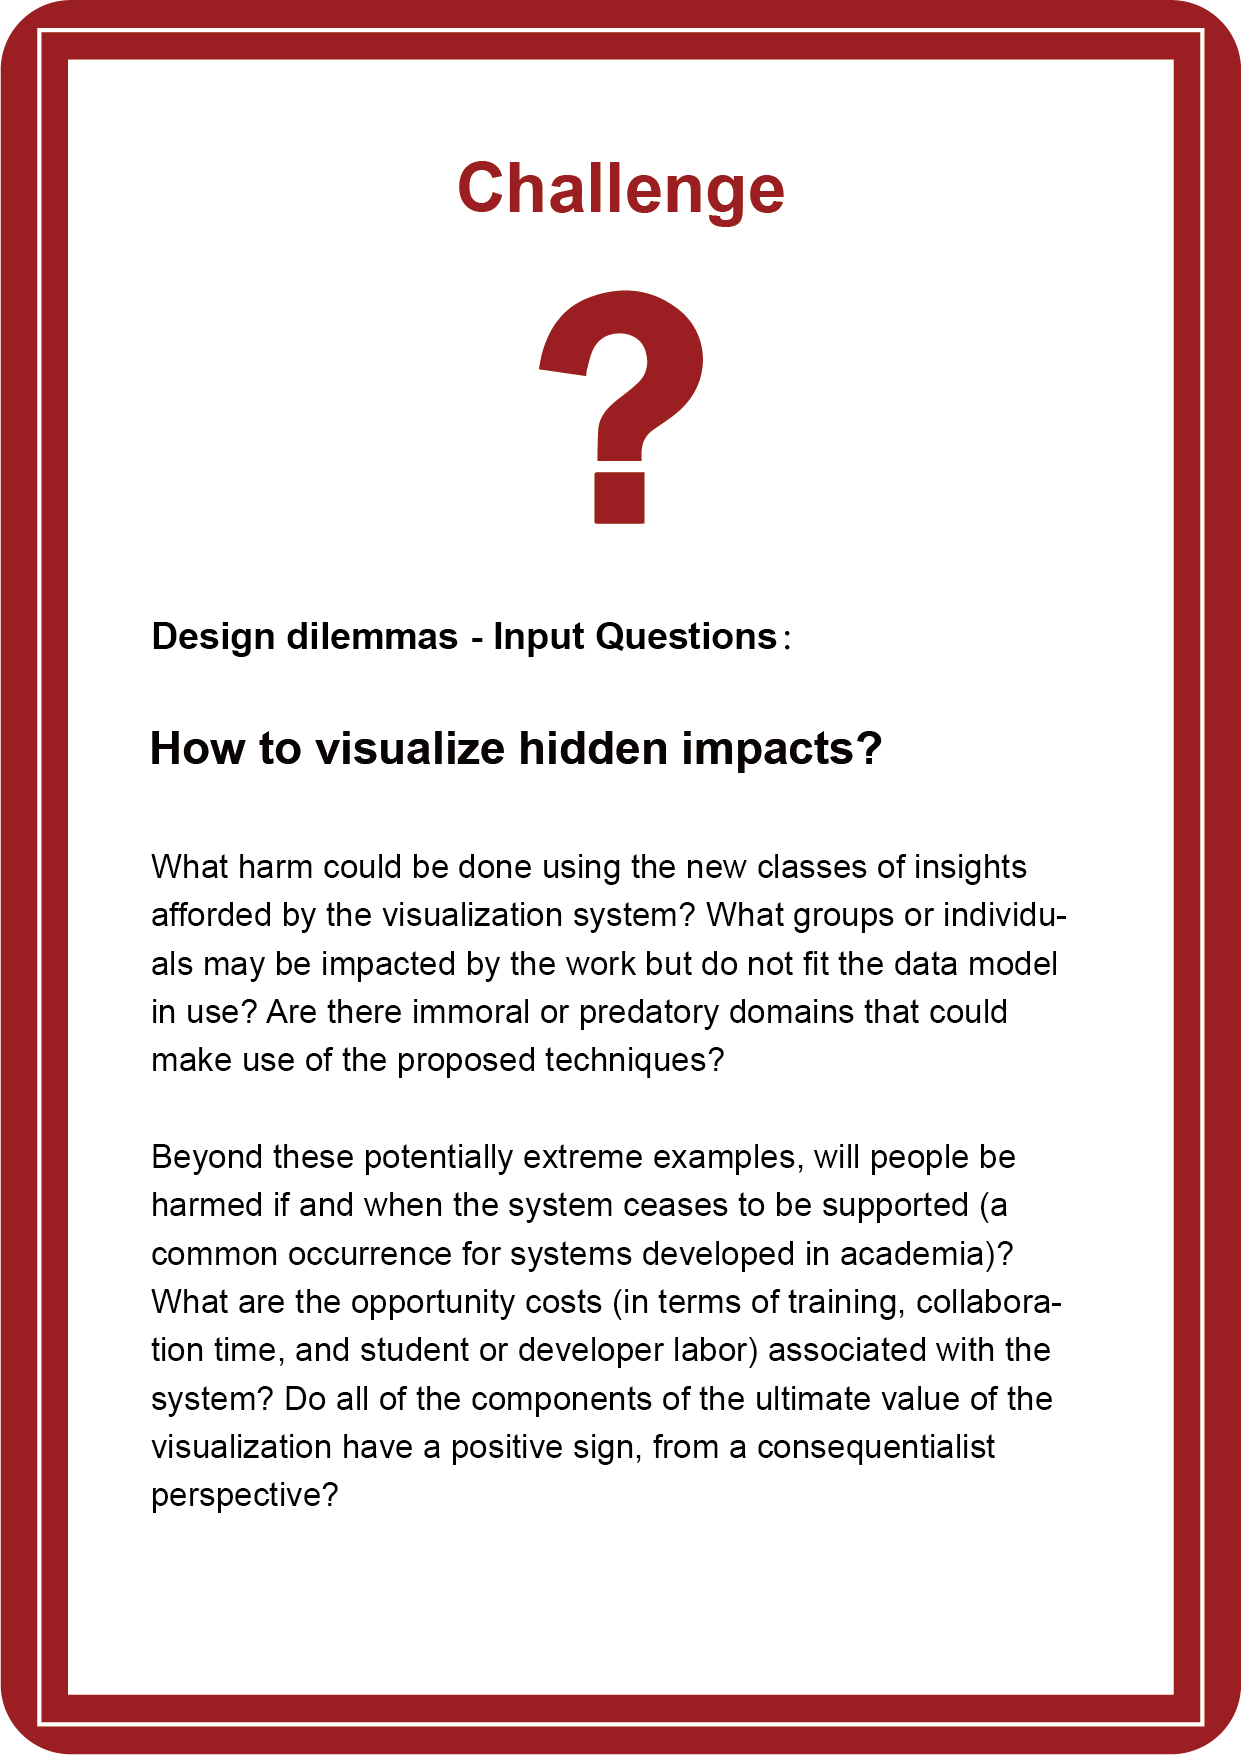 Challenge
?
Design dilemmas - Input Questions：
How to visualize hidden impacts?
What harm could be done using the new classes of insights
afforded by the visualization system? What groups or individu-
als may be impacted by the work but do not fit the data model
in use? Are there immoral or predatory domains that could
make use of the proposed techniques?
Beyond these potentially extreme examples, will people be
harmed if and when the system ceases to be supported (a
common occurrence for systems developed in academia)?
What are the opportunity costs (in terms of training, collabora-
tion time, and student or developer labor) associated with the
system? Do all of the components of the ultimate value of the
visualization have a positive sign, from a consequentialist
perspective?